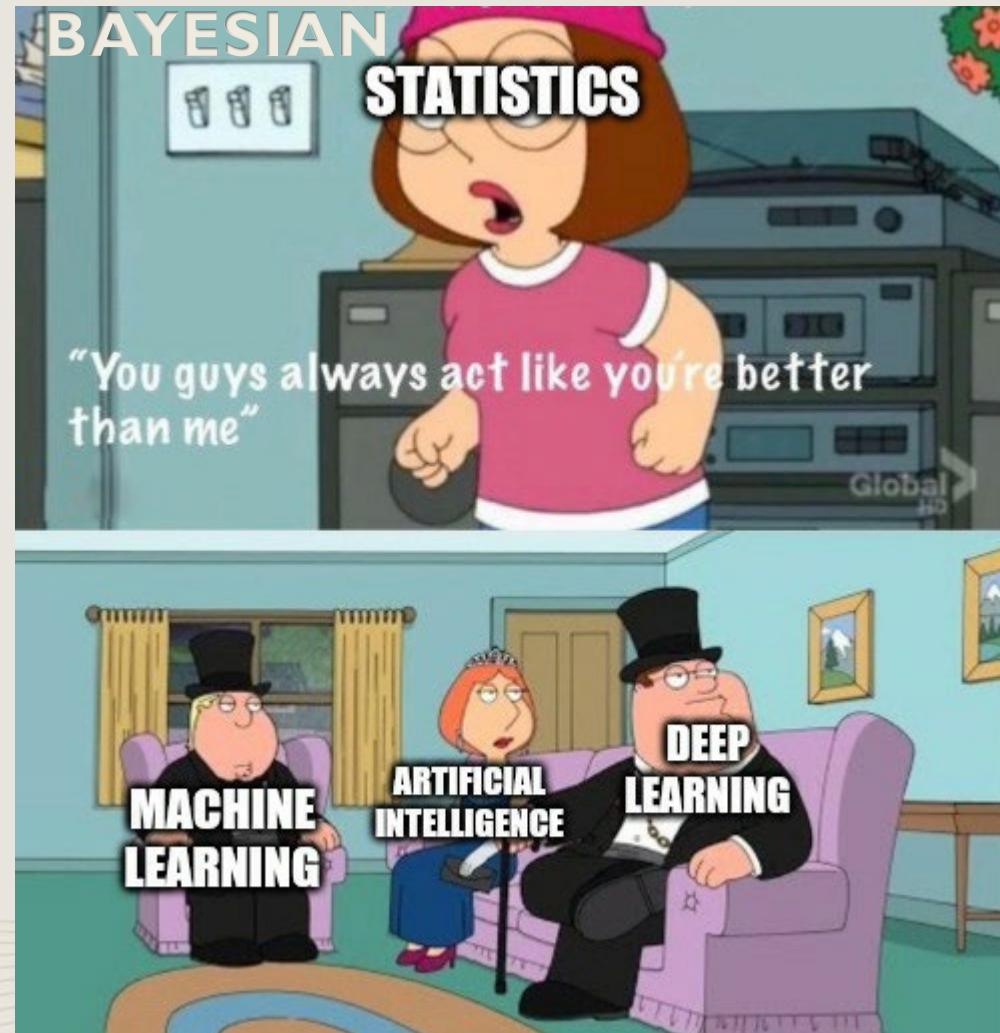 BAYESIAN
STATISTICS
“You guys always act like you're better
than me”
Global
HD
MACHINE
LEARNING
ARTIFICIAL
INTELLIGENCE
DEEP
LEARNING